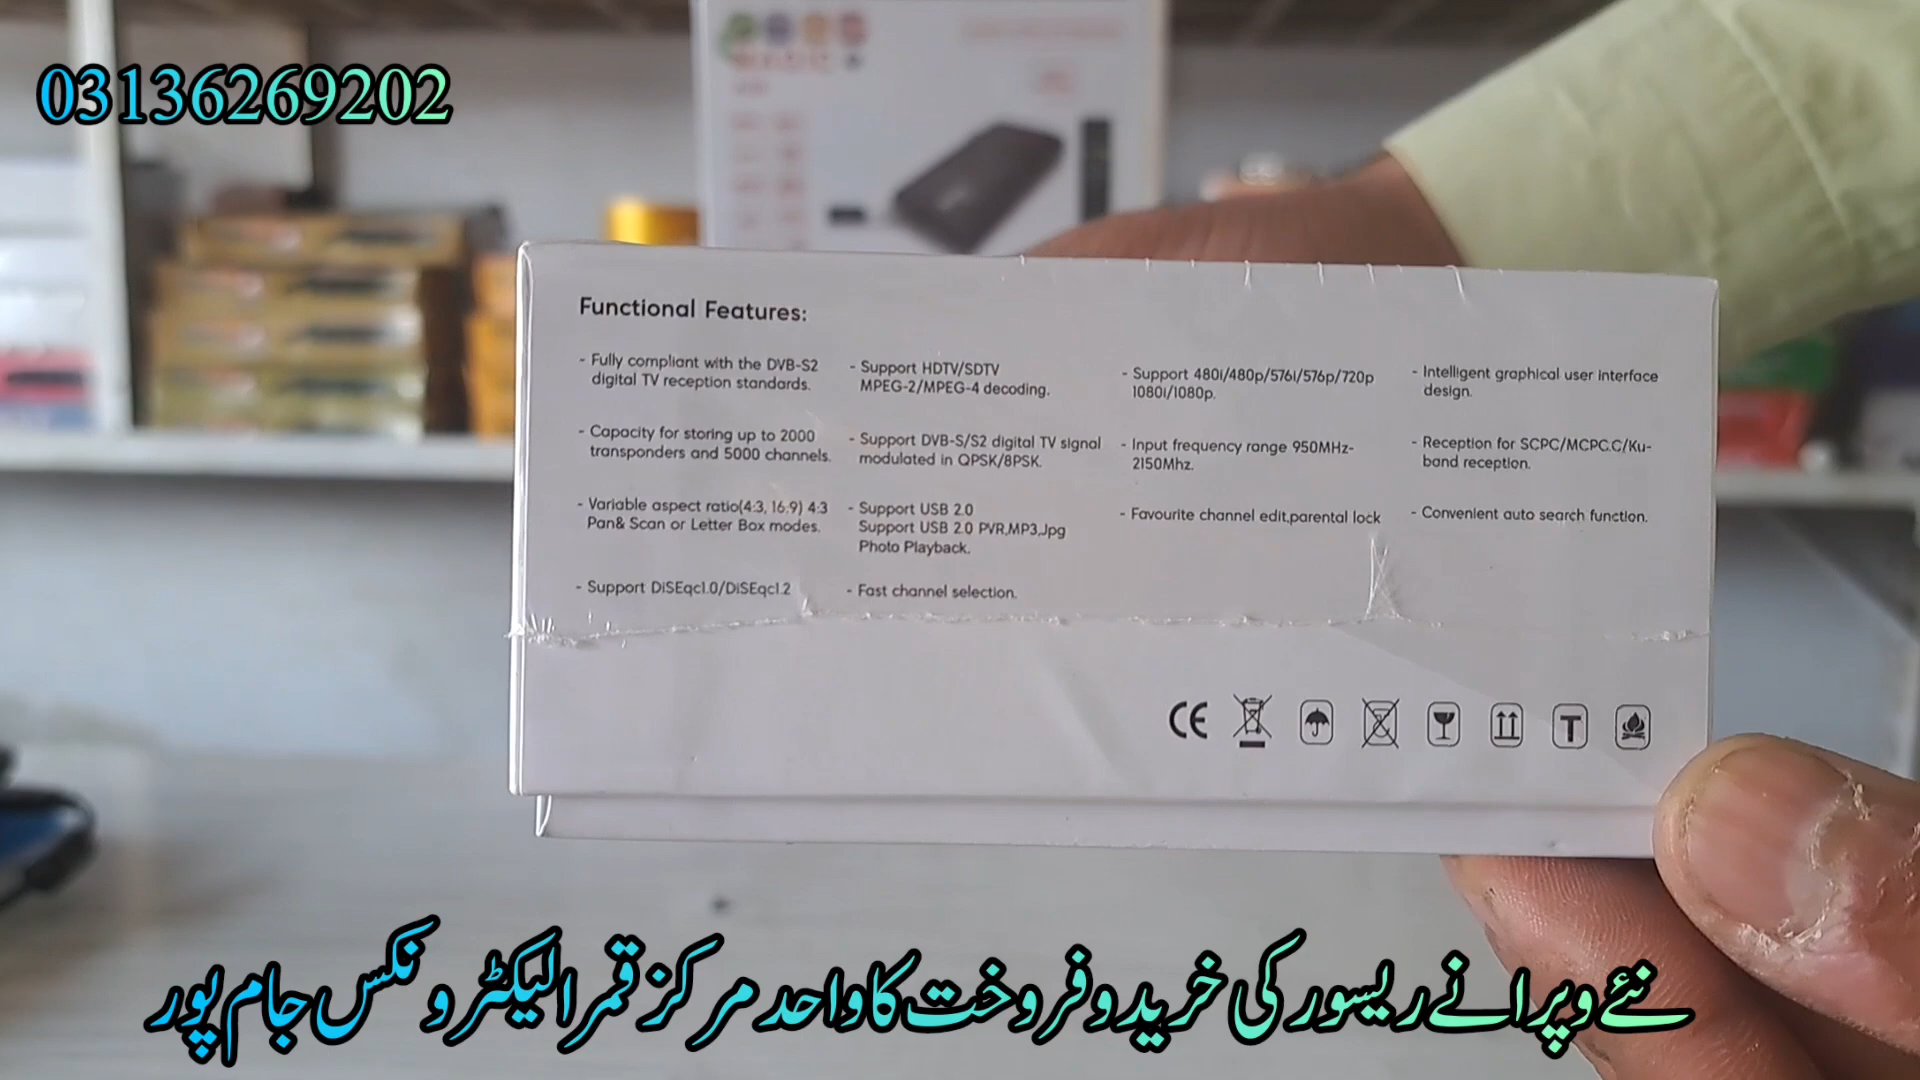 03136269202
Functional Features:
- Fully compliant with the DVB-S2
digital TV reception standards.
- Capacity for storing up to 2000
transponders and 5000 channels.
- Variable aspect ratio(4:3, 16:9) 4:3
Pan& Scan or Letter Box modes.
- Support DiSEqc1.0/DiSEqc1.2
- Support HDTV/SDTV
MPEG-2/MPEG-4 decoding.
- Support DVB-S/S2 digital TV signal
modulated in QPSK/8PSK.
- Support USB 2.0
Support USB 2.0 PVR,MP3,Jpg
Photo Playback.
- Fast channel selection.
- Support 480i/480p/576i/576p/720p
1080i/1080p.
- Input frequency range 950MHz-
2150Mhz.
- Favourite channel edit,parental lock
- Intelligent graphical user interface
design.
- Reception for SCPC/MCPC.C/Ku-
band reception.
- Convenient auto search function.
CE
T
نئے و پرانے ریسور کی خرید و فروخت کا واحد مرکز قمر الیکٹرونکس جام پور